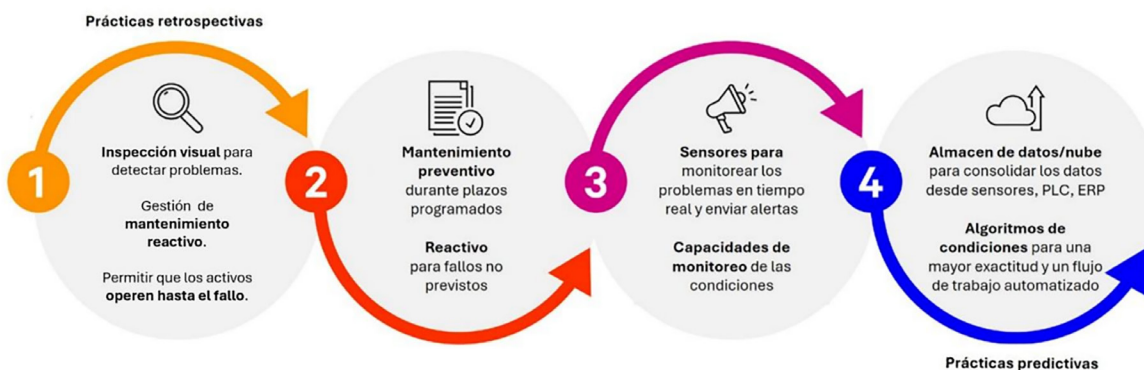 Prácticas retrospectivas
1
Inspección visual para
detectar problemas.
Gestión de
mantenimiento
reactivo.
Permitir que los activos
operen hasta el fallo.
2
Mantenimiento
preventivo
durante plazos
programados
Reactivo
para fallos no
previstos
3
Sensores para
monitorear los
problemas en tiempo
real y enviar alertas
Capacidades de
monitoreo de las
condiciones
4
Almacen de datos/nube
para consolidar los datos
desde sensores, PLC, ERP
Algoritmos de
condiciones para una
mayor exactitud y un flujo
de trabajo automatizado
Prácticas predictivas